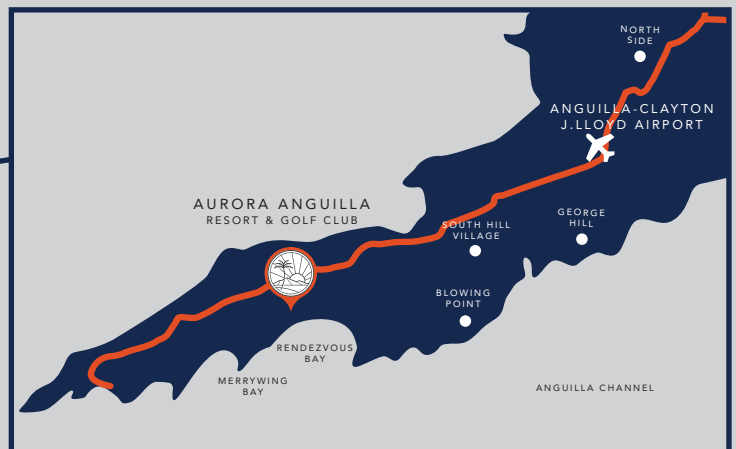 NORTH
SIDE
ANGUILLA-CLAYTON
J.LLOYD AIRPORT
AURORA ANGUILLA
RESORT & GOLF CLUB
SOUTH HILL
VILLAGE
GEORGE
HILL
BLOWING
POINT
RENDEZVOUS
BAY
MERRYWING
BAY
ANGUILLA CHANNEL